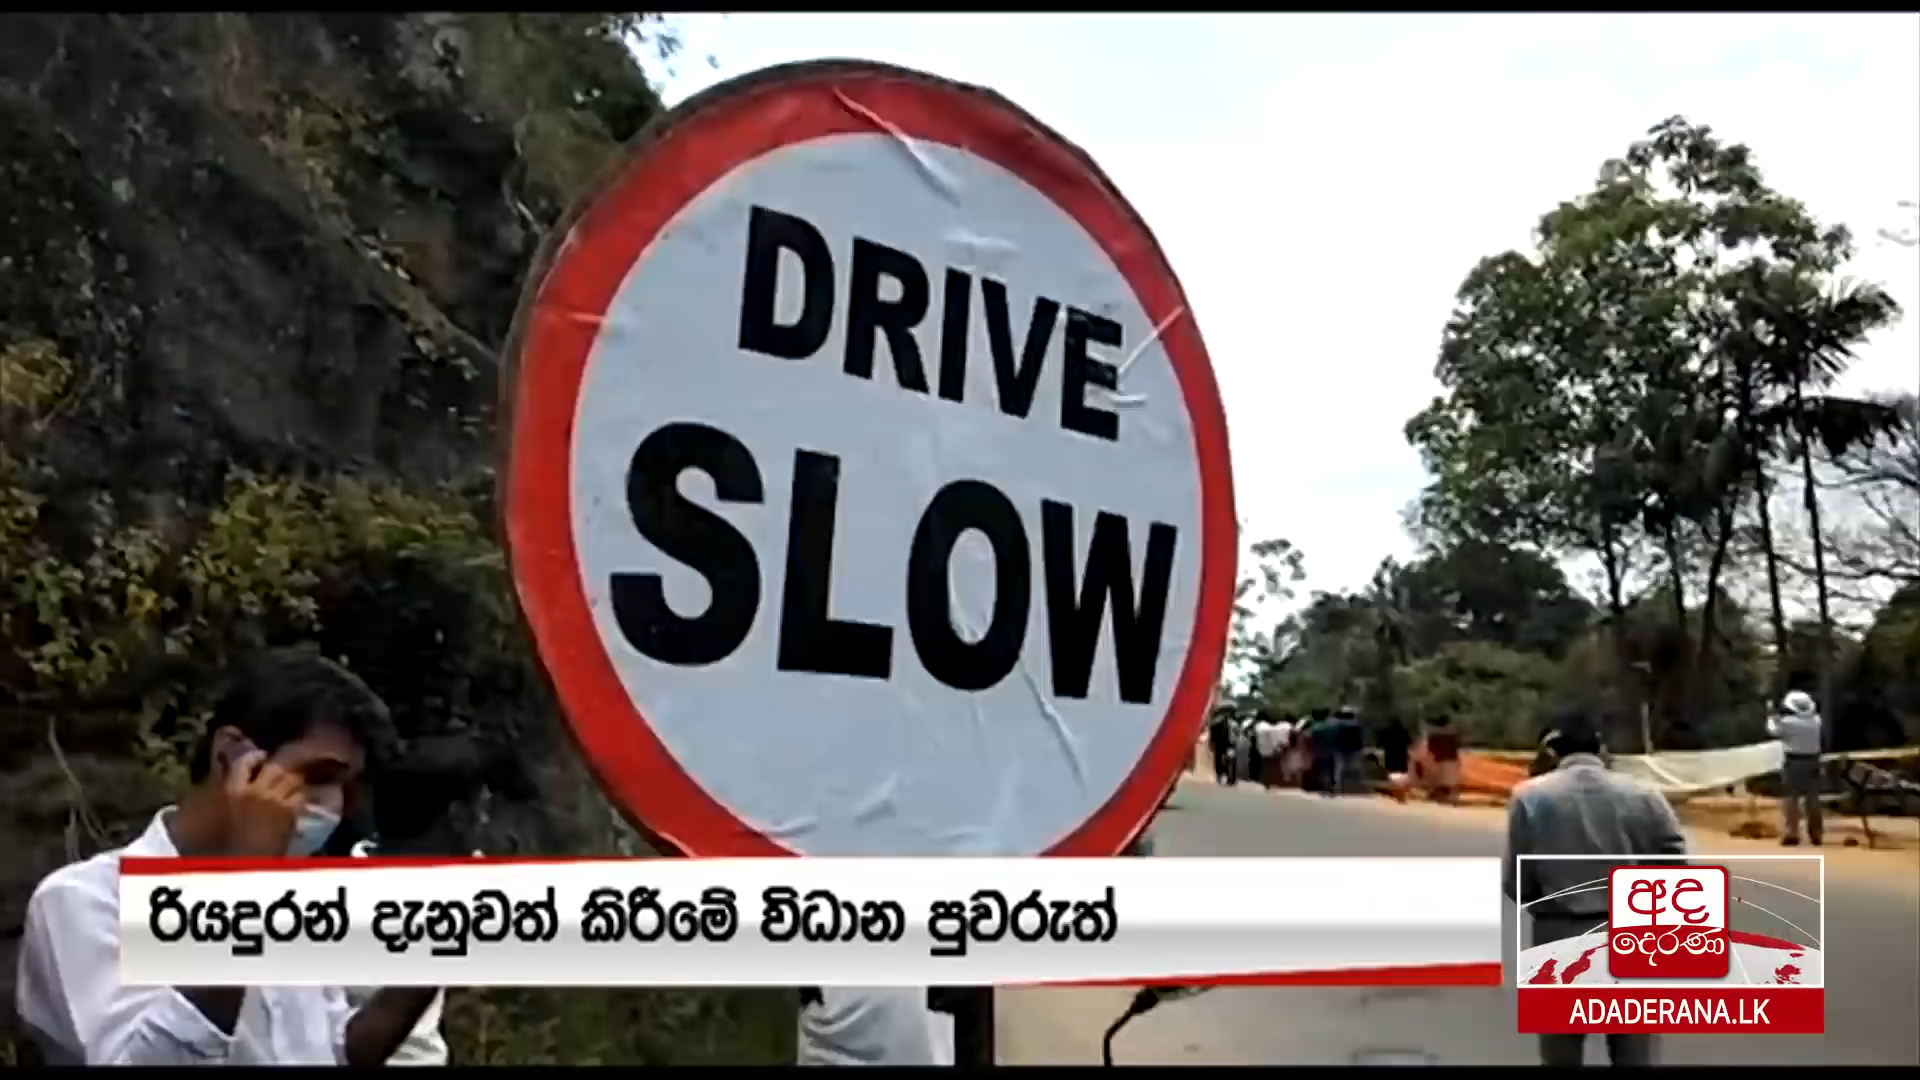 DRIVE
SLOW
රියදුරන් දැනුවත් කිරීමේ විධාන පුවරුත්
අද
දෙරණ
ADADERANA.LK